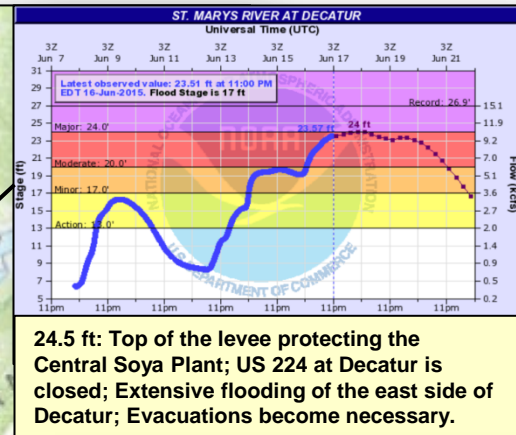 ST. MARYS RIVER AT DECATUR
Universal Time (UTC)
3Z 3Z 3Z 3Z 3Z 3Z 3Z 3Z
Jun 7 Jun 9 Jun 11 Jun 13 Jun 15 Jun 17 Jun 19 Jun 21
Latest observed value: 23.51 ft at 11:00 PM
EDT 16-Jun-2015. Flood Stage is 17 ft
Record: 26.9'
Major: 24.0'
23.57 ft
24 ft
Moderate: 20.0'
Minor: 17.0'
Action: 13.0'
Stage (ft)
31
29
27
25
23
21
19
17
15
13
11
9
7
5
15.1
11.9
9.2
7.0
5.1
3.6
2.7
2.0
1.4
0.9
0.5
0.2
Flow (kcfs)
NATIONAL OCEANIC AND ATMOSPHERIC ADMINISTRATION
NOAA
U.S. DEPARTMENT OF COMMERCE
11pm 11pm 11pm 11pm 11pm 11pm 11pm 11pm
24.5 ft: Top of the levee protecting the
Central Soya Plant; US 224 at Decatur is
closed; Extensive flooding of the east side of
Decatur; Evacuations become necessary.